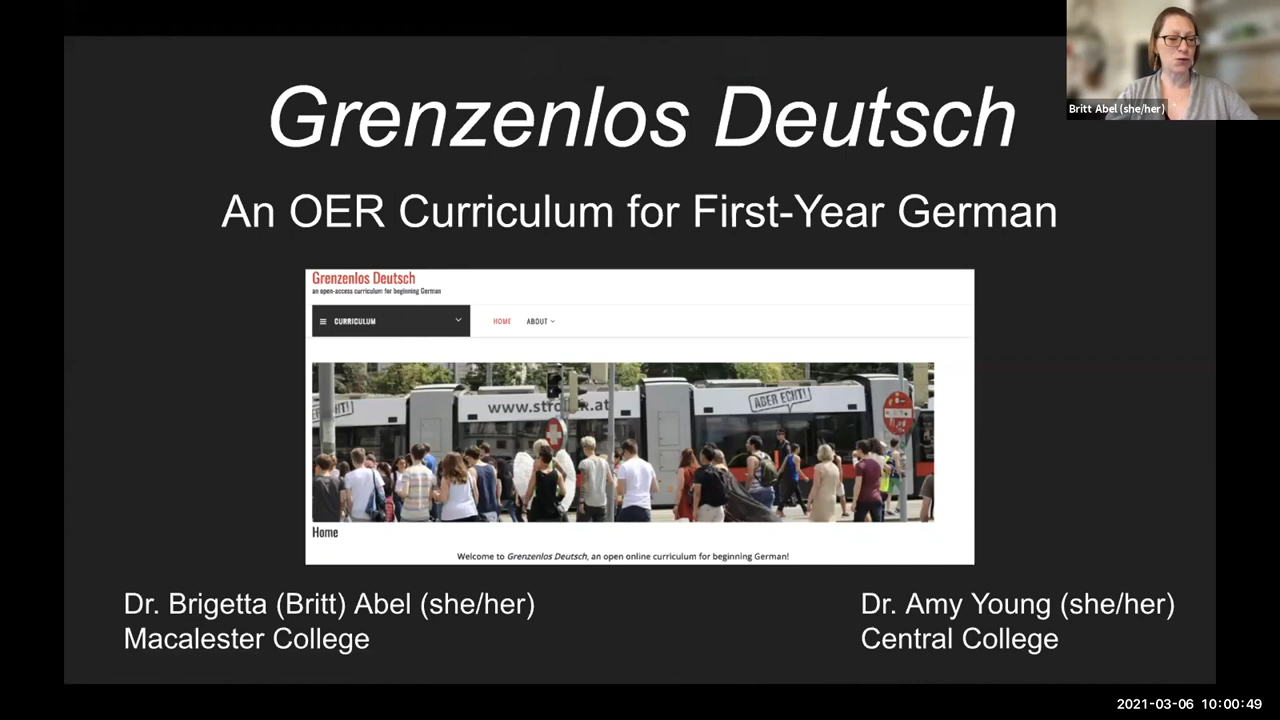 Grenzenlos Deutsch
Britt Abel (she/her)
An OER Curriculum for First-Year German
Grenzenlos Deutsch
an open-access curriculum for beginning German
CURRICULUM
HOME
ABOUT
ECHT!
www.str
.at
ADER ECHT!
Home
Welcome to Grenzenlos Deutsch, an open online curriculum for beginning German!
Dr. Brigetta (Britt) Abel (she/her)
Macalester College
Dr. Amy Young (she/her)
Central College
2021-03-06 10:00:49